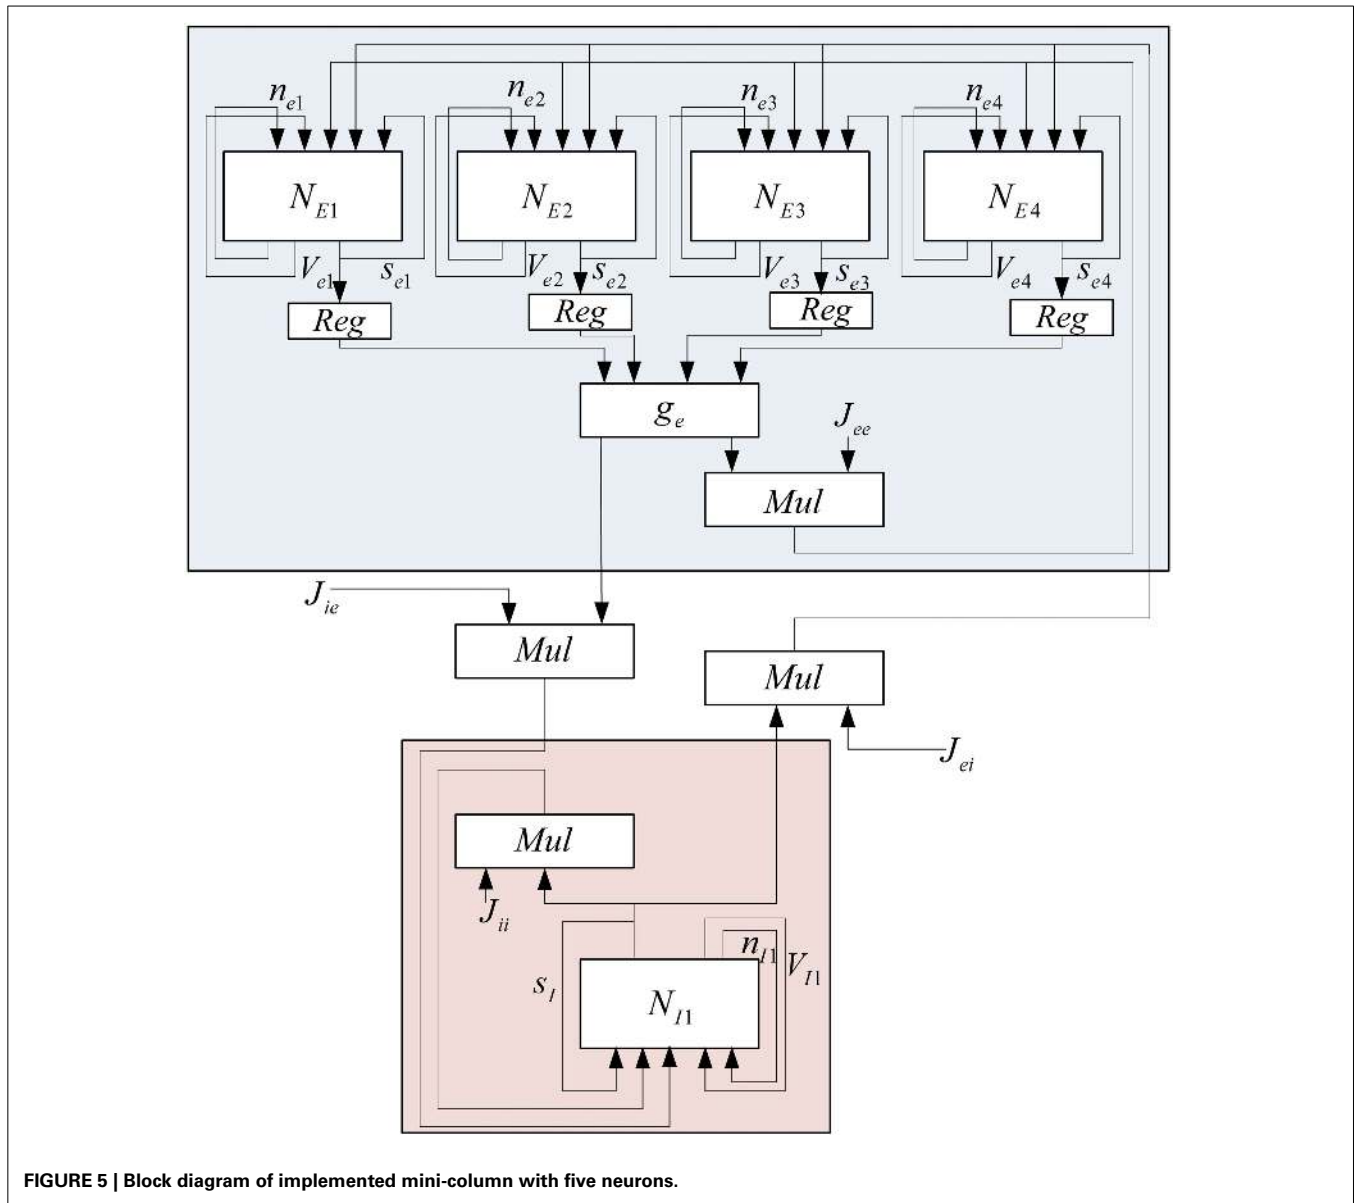 n_e1 n_e2 n_e3 n_e4
N_E1 N_E2 N_E3 N_E4
V_e1 s_e1 V_e2 s_e2 V_e3 s_e3 V_e4 s_e4
Reg Reg Reg Reg
g_e
J_ee
Mul
J_ie
Mul
Mul
J_ei
Mul
J_ii
n_I1
V_I1
s_I
N_I1
FIGURE 5 | Block diagram of implemented mini-column with five neurons.